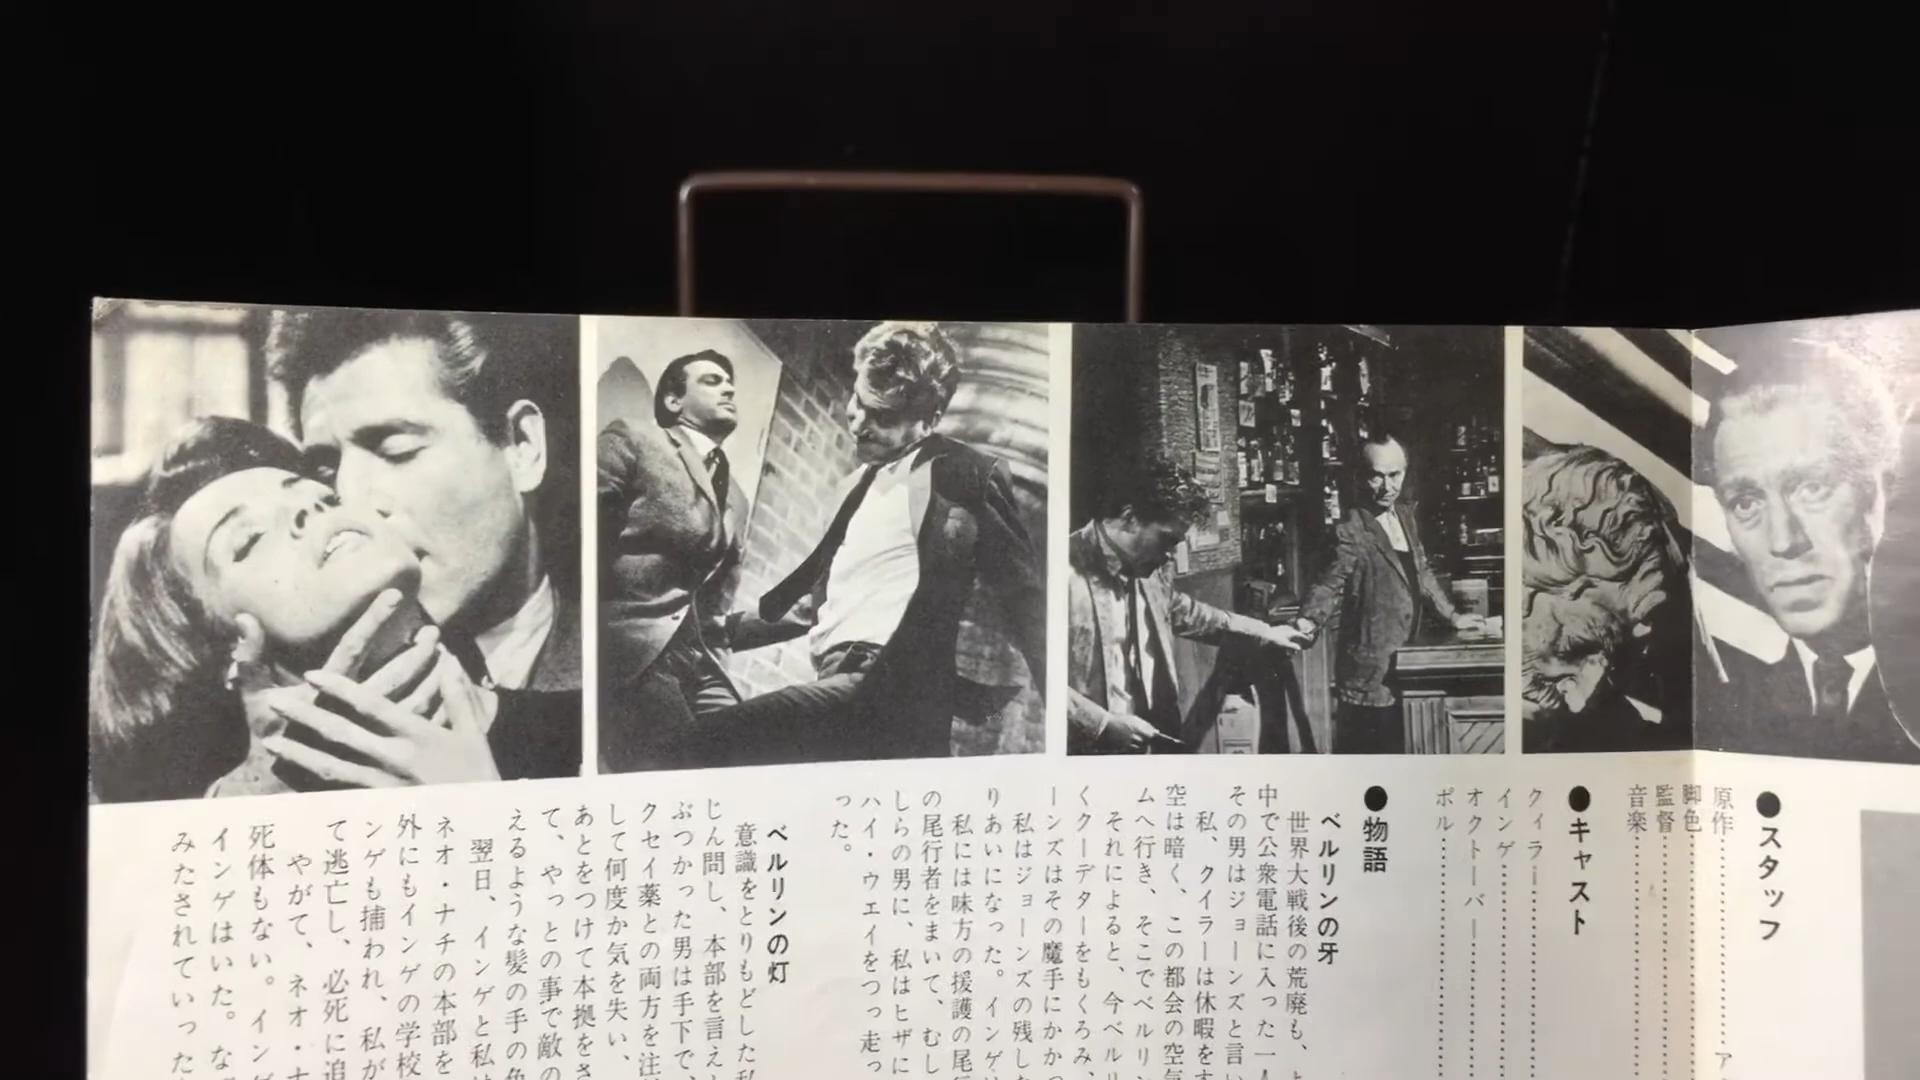 ●スタッフ
原作
脚色
監督
音楽
●キャスト
クィラー
インゲ
オクトーバー
ポル
●物語
ベルリンの牙
世界大戦後の荒廃も、
中で公衆電話に入った一人
その男はジョーンズと言い
私、クイラーは休暇を
空は暗く、この都会の空気
ムへ行き、そこでベルリン
それによると、今ベルリ
くクーデターをもくろみ、
ーンズはその魔手にかかっ
私はジョーンズの残した
りあいになった。インゲは
私には味方の援護の尾行
の尾行者をまいて、むし
しらの男に、私はヒザに
ハイ・ウエイをつっ走っ
った。
ベルリンの灯
意識をとりもどした私
じん問し、本部を言えと
ぶつかった男は手下で、
クセイ薬との両方を注射
して何度か気を失い、
あとをつけて本拠をさ
て、やっとの事で敵の
えるような髪の手の色
翌日、インゲと私は
ネオ・ナチの本部を
外にもインゲの学校
ンゲも捕われ、私が
て逃亡し、必死に追
やがて、ネオ・ナ
死体もない。イン
インゲはいた。な
みたされていった